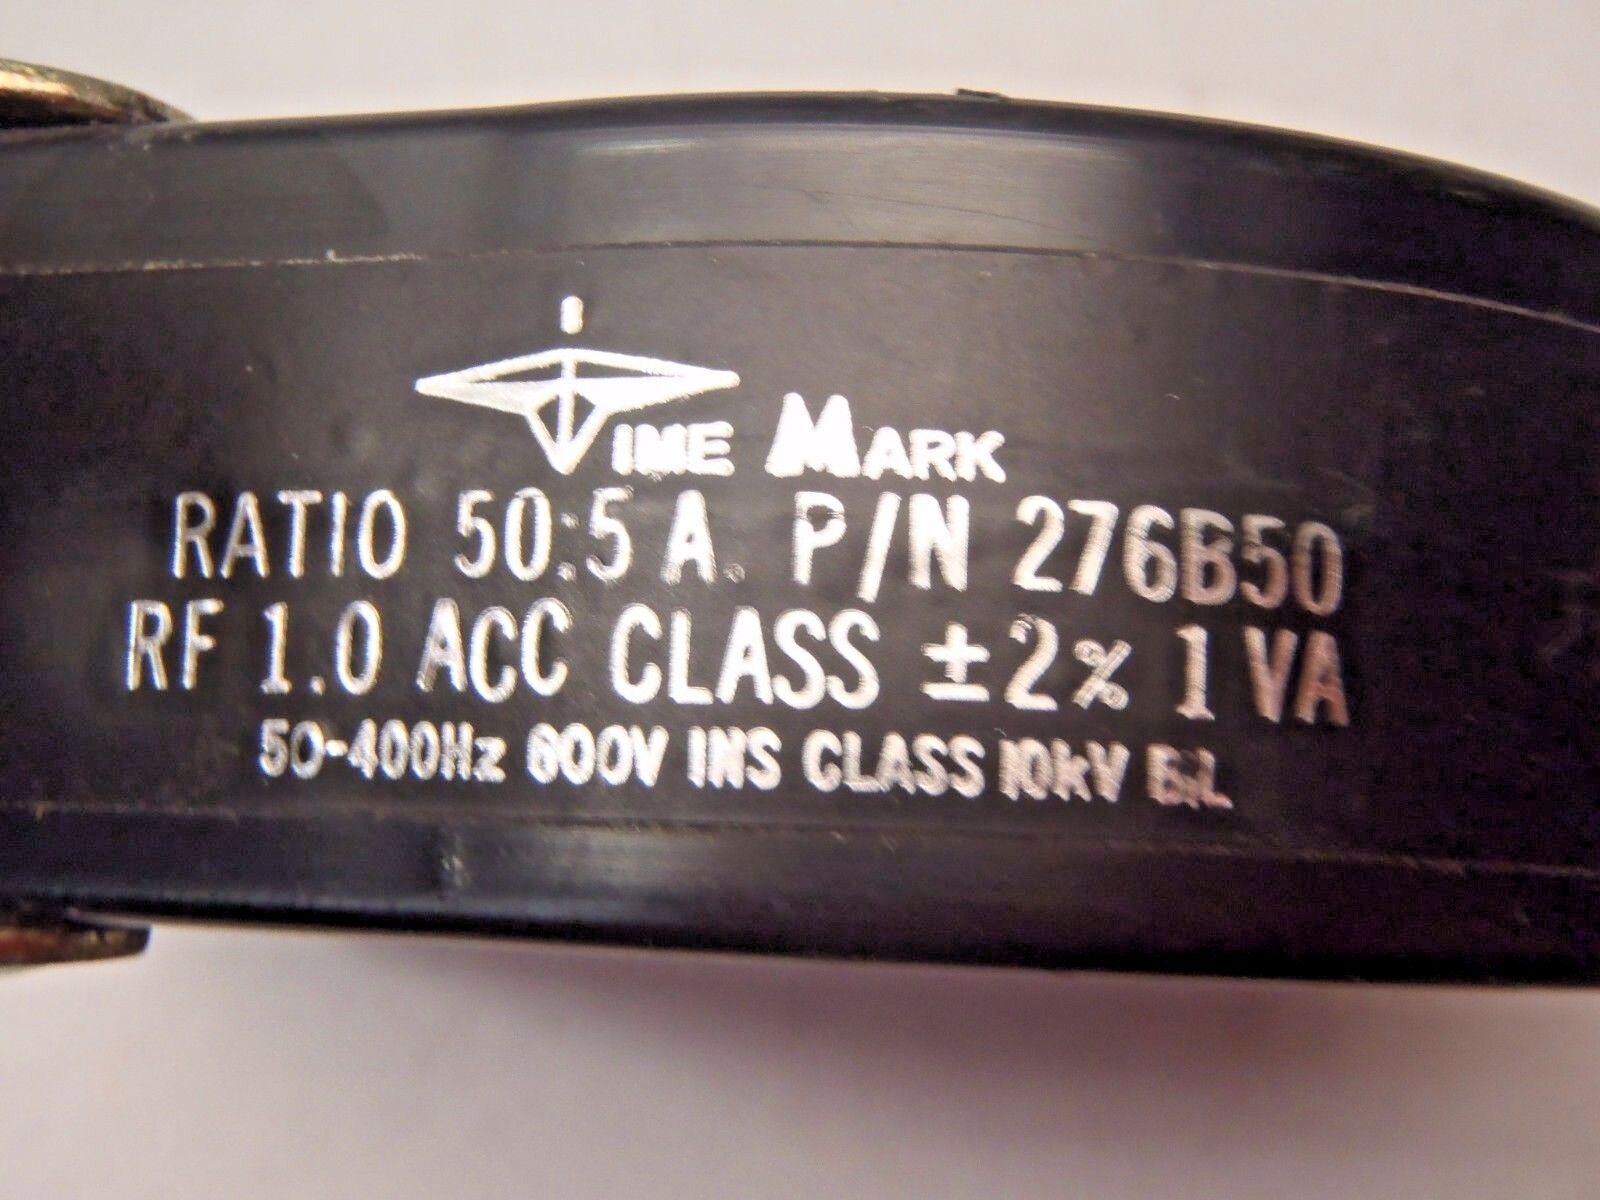 TIME MARK
RATIO 50:5 A. P/N 276B50
RF 1.0 ACC CLASS ±2% 1 VA
50-400Hz 600V INS CLASS 10kV BIL